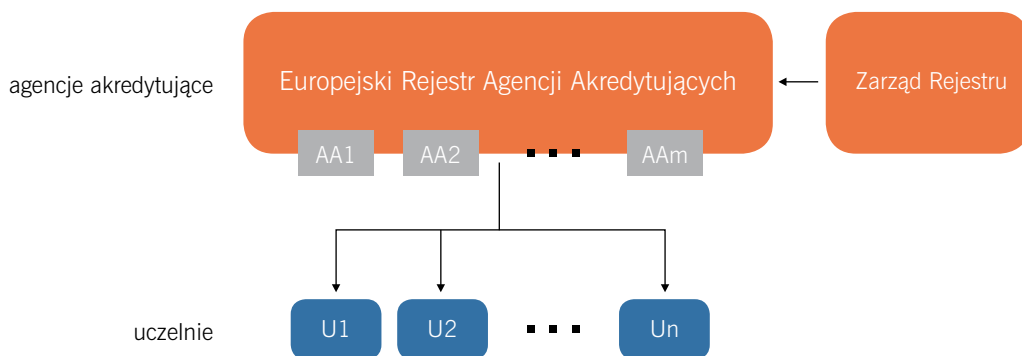 agencje akredytujące
Europejski Rejestr Agencji Akredytujących
Zarząd Rejestru
AA1
AA2
AAm
uczelnie
U1
U2
Un